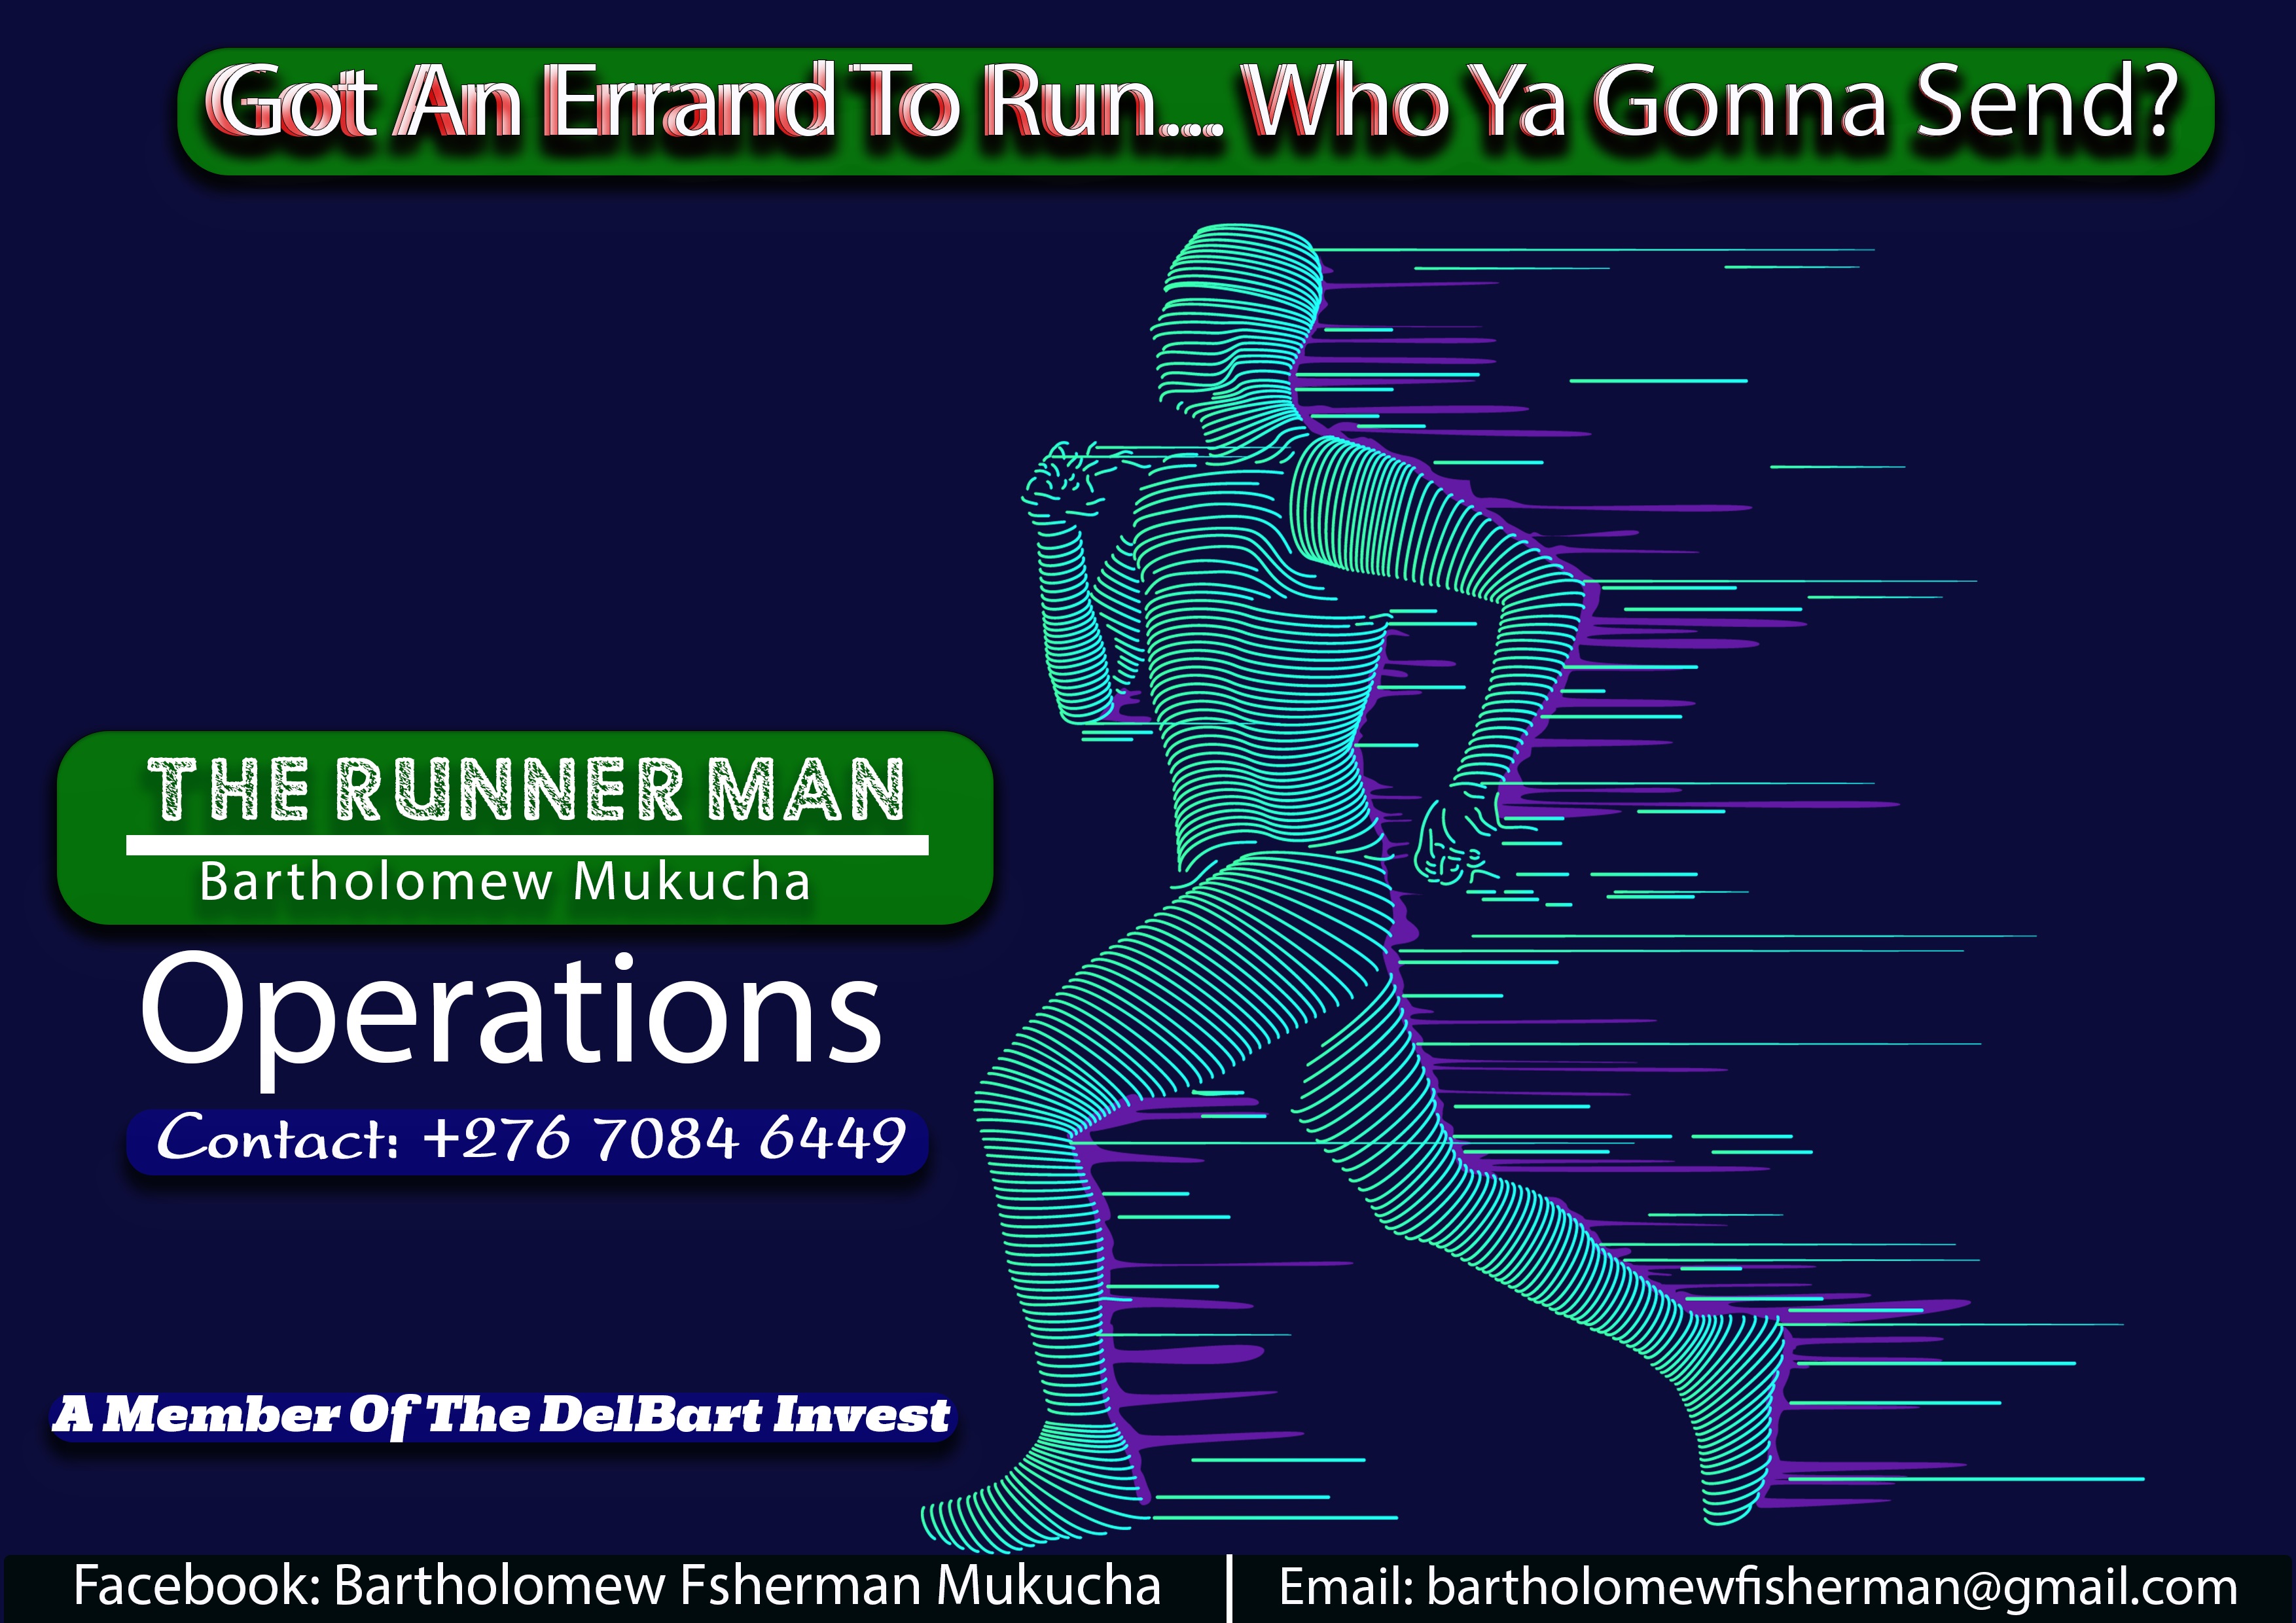 Got An Errand To Run.... Who Ya Gonna Send?
THE RUNNER MAN
Bartholomew Mukucha
Operations
Contact: +276 7084 6449
A Member Of The DelBart Invest
Facebook: Bartholomew Fsherman Mukucha | Email: bartholomewfisherman@gmail.com